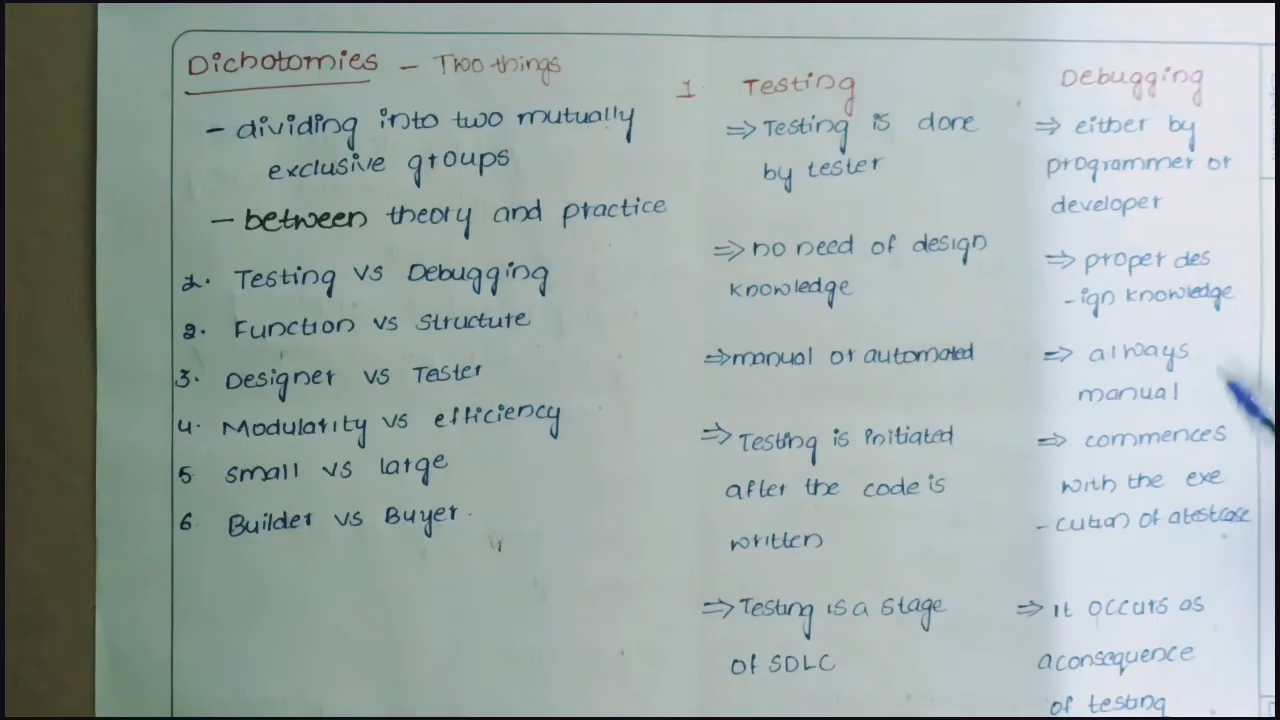 Dichotomies - Two things
- dividing into two mutually
exclusive groups
- between theory and practice
1. Testing vs Debugging
2. Function vs Structure
3. Designer vs Tester
4. Modularity vs efficiency
5 small vs large
6 Builder vs Buyer.
1. Testing
⇒ Testing is done
by tester
⇒ no need of design
knowledge
⇒ manual or automated
⇒ Testing is initiated
after the code is
written
⇒ Testing is a stage
of SDLC
Debugging
⇒ either by
programmer or
developer
⇒ proper des
-ign knowledge
⇒ always
manual
⇒ commences
with the exe
-cution of a testcase
⇒ it occurs as
a consequence
of testing